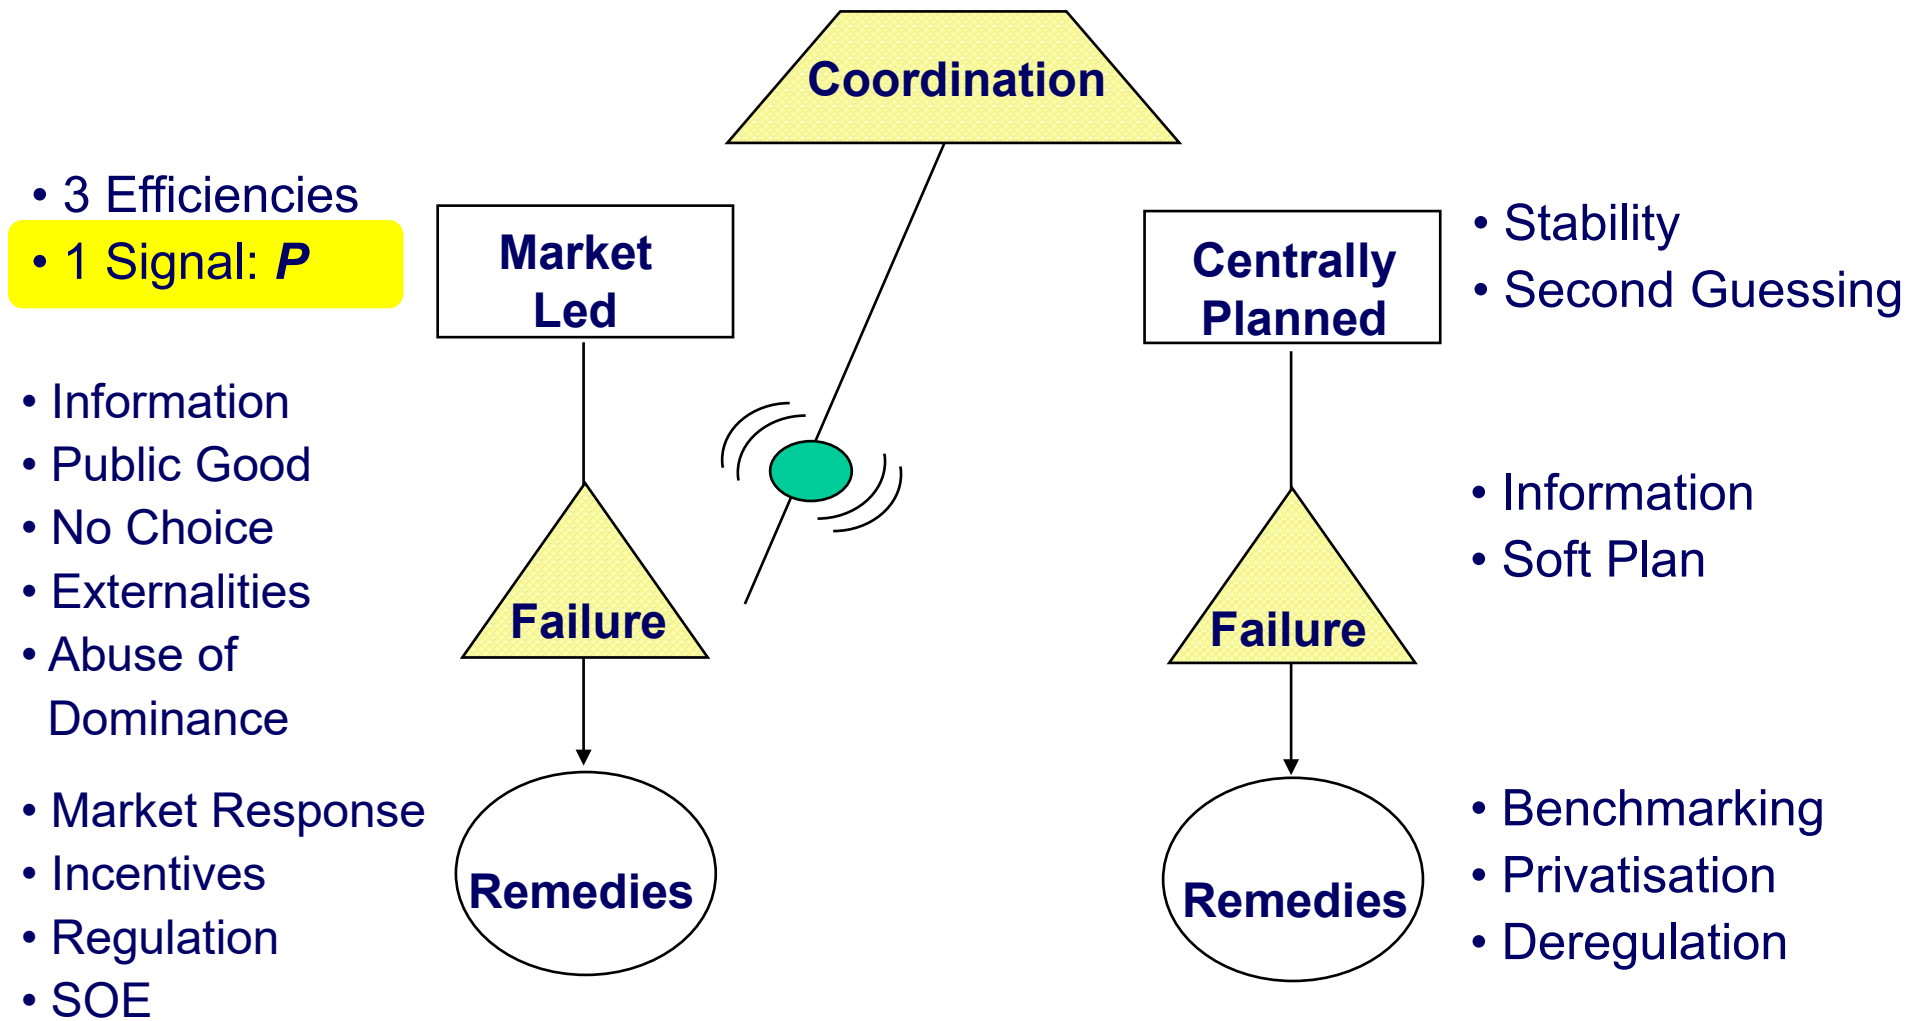 Coordination
• 3 Efficiencies
• 1 Signal: P
Market
Led
Centrally
Planned
• Stability
• Second Guessing
• Information
• Public Good
• No Choice
• Externalities
• Abuse of
Dominance
Failure
Failure
• Information
• Soft Plan
• Market Response
• Incentives
• Regulation
• SOE
Remedies
Remedies
• Benchmarking
• Privatisation
• Deregulation